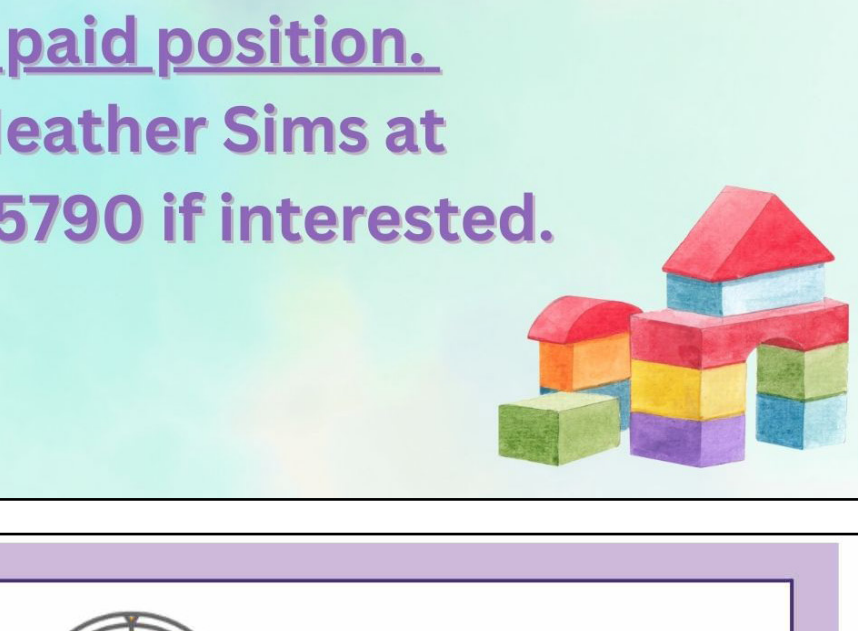 paid position.
Heather Sims at
5790 if interested.